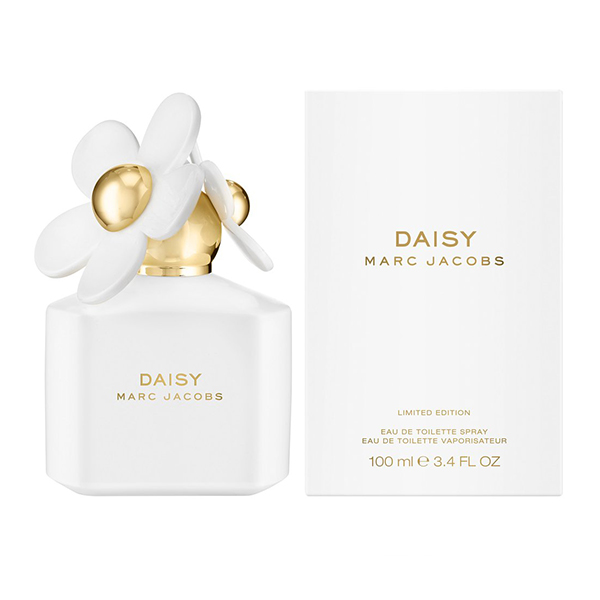 DAISY
MARC JACOBS
DAISY
MARC JACOBS
LIMITED EDITION
EAU DE TOILETTE SPRAY
EAU DE TOILETTE VAPORISATEUR
100 ml ℮ 3.4 FL OZ